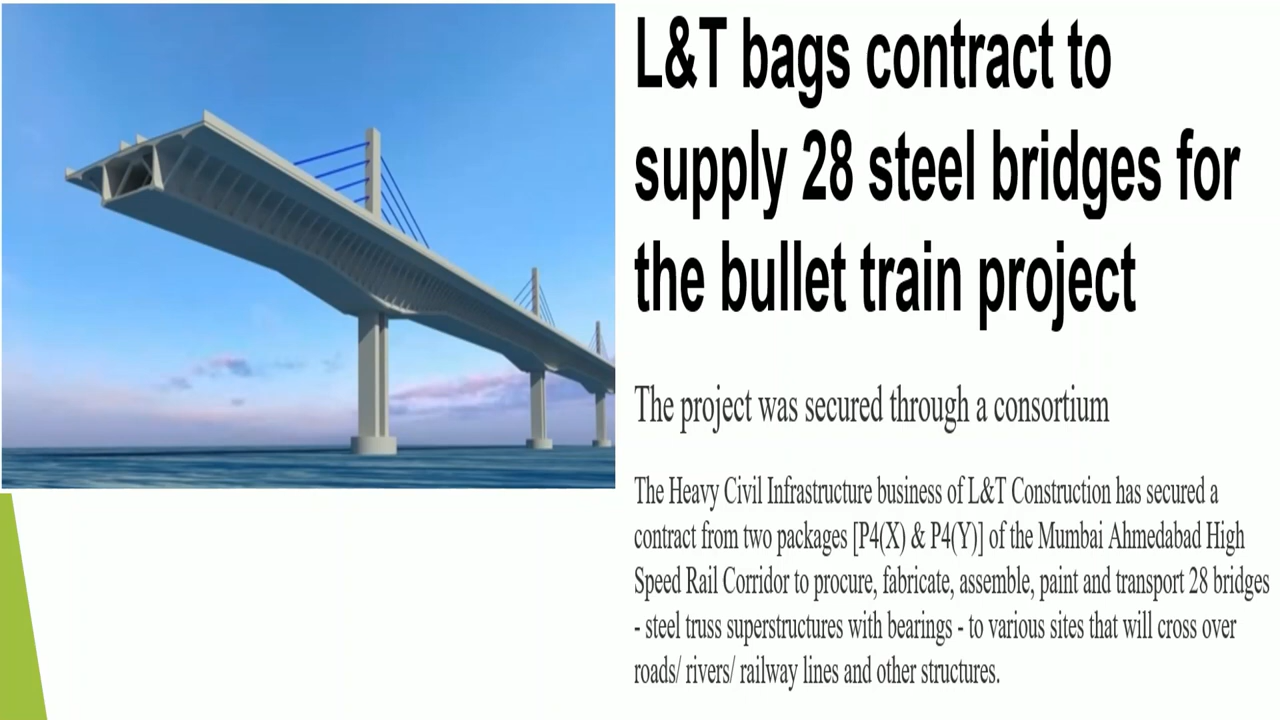 L&T bags contract to
supply 28 steel bridges for
the bullet train project
The project was secured through a consortium
The Heavy Civil Infrastructure business of L&T Construction has secured a
contract from two packages [P4(X) & P4(Y)] of the Mumbai Ahmedabad High
Speed Rail Corridor to procure, fabricate, assemble, paint and transport 28 bridges
- steel truss superstructures with bearings - to various sites that will cross over
roads/ rivers/ railway lines and other structures.